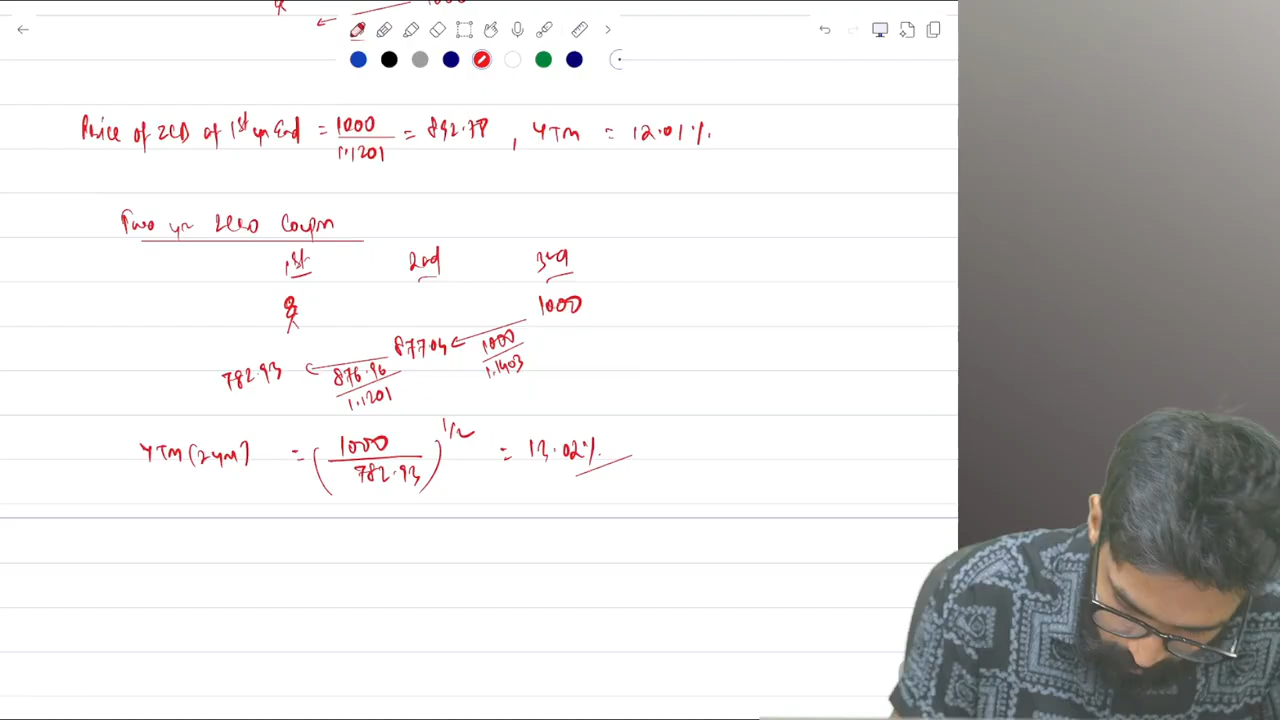 Price of ZCB at 1st yr End = 1000 / 1.1201 = 892.78 , YTM = 12.01%
Two yr Zero Coupon
1st 2nd 3rd
1000
877.04 1000 / 1.1403
782.93 876.96 / 1.1201
YTM (2yr) = ( 1000 / 782.93 ) 1/2 = 13.02%